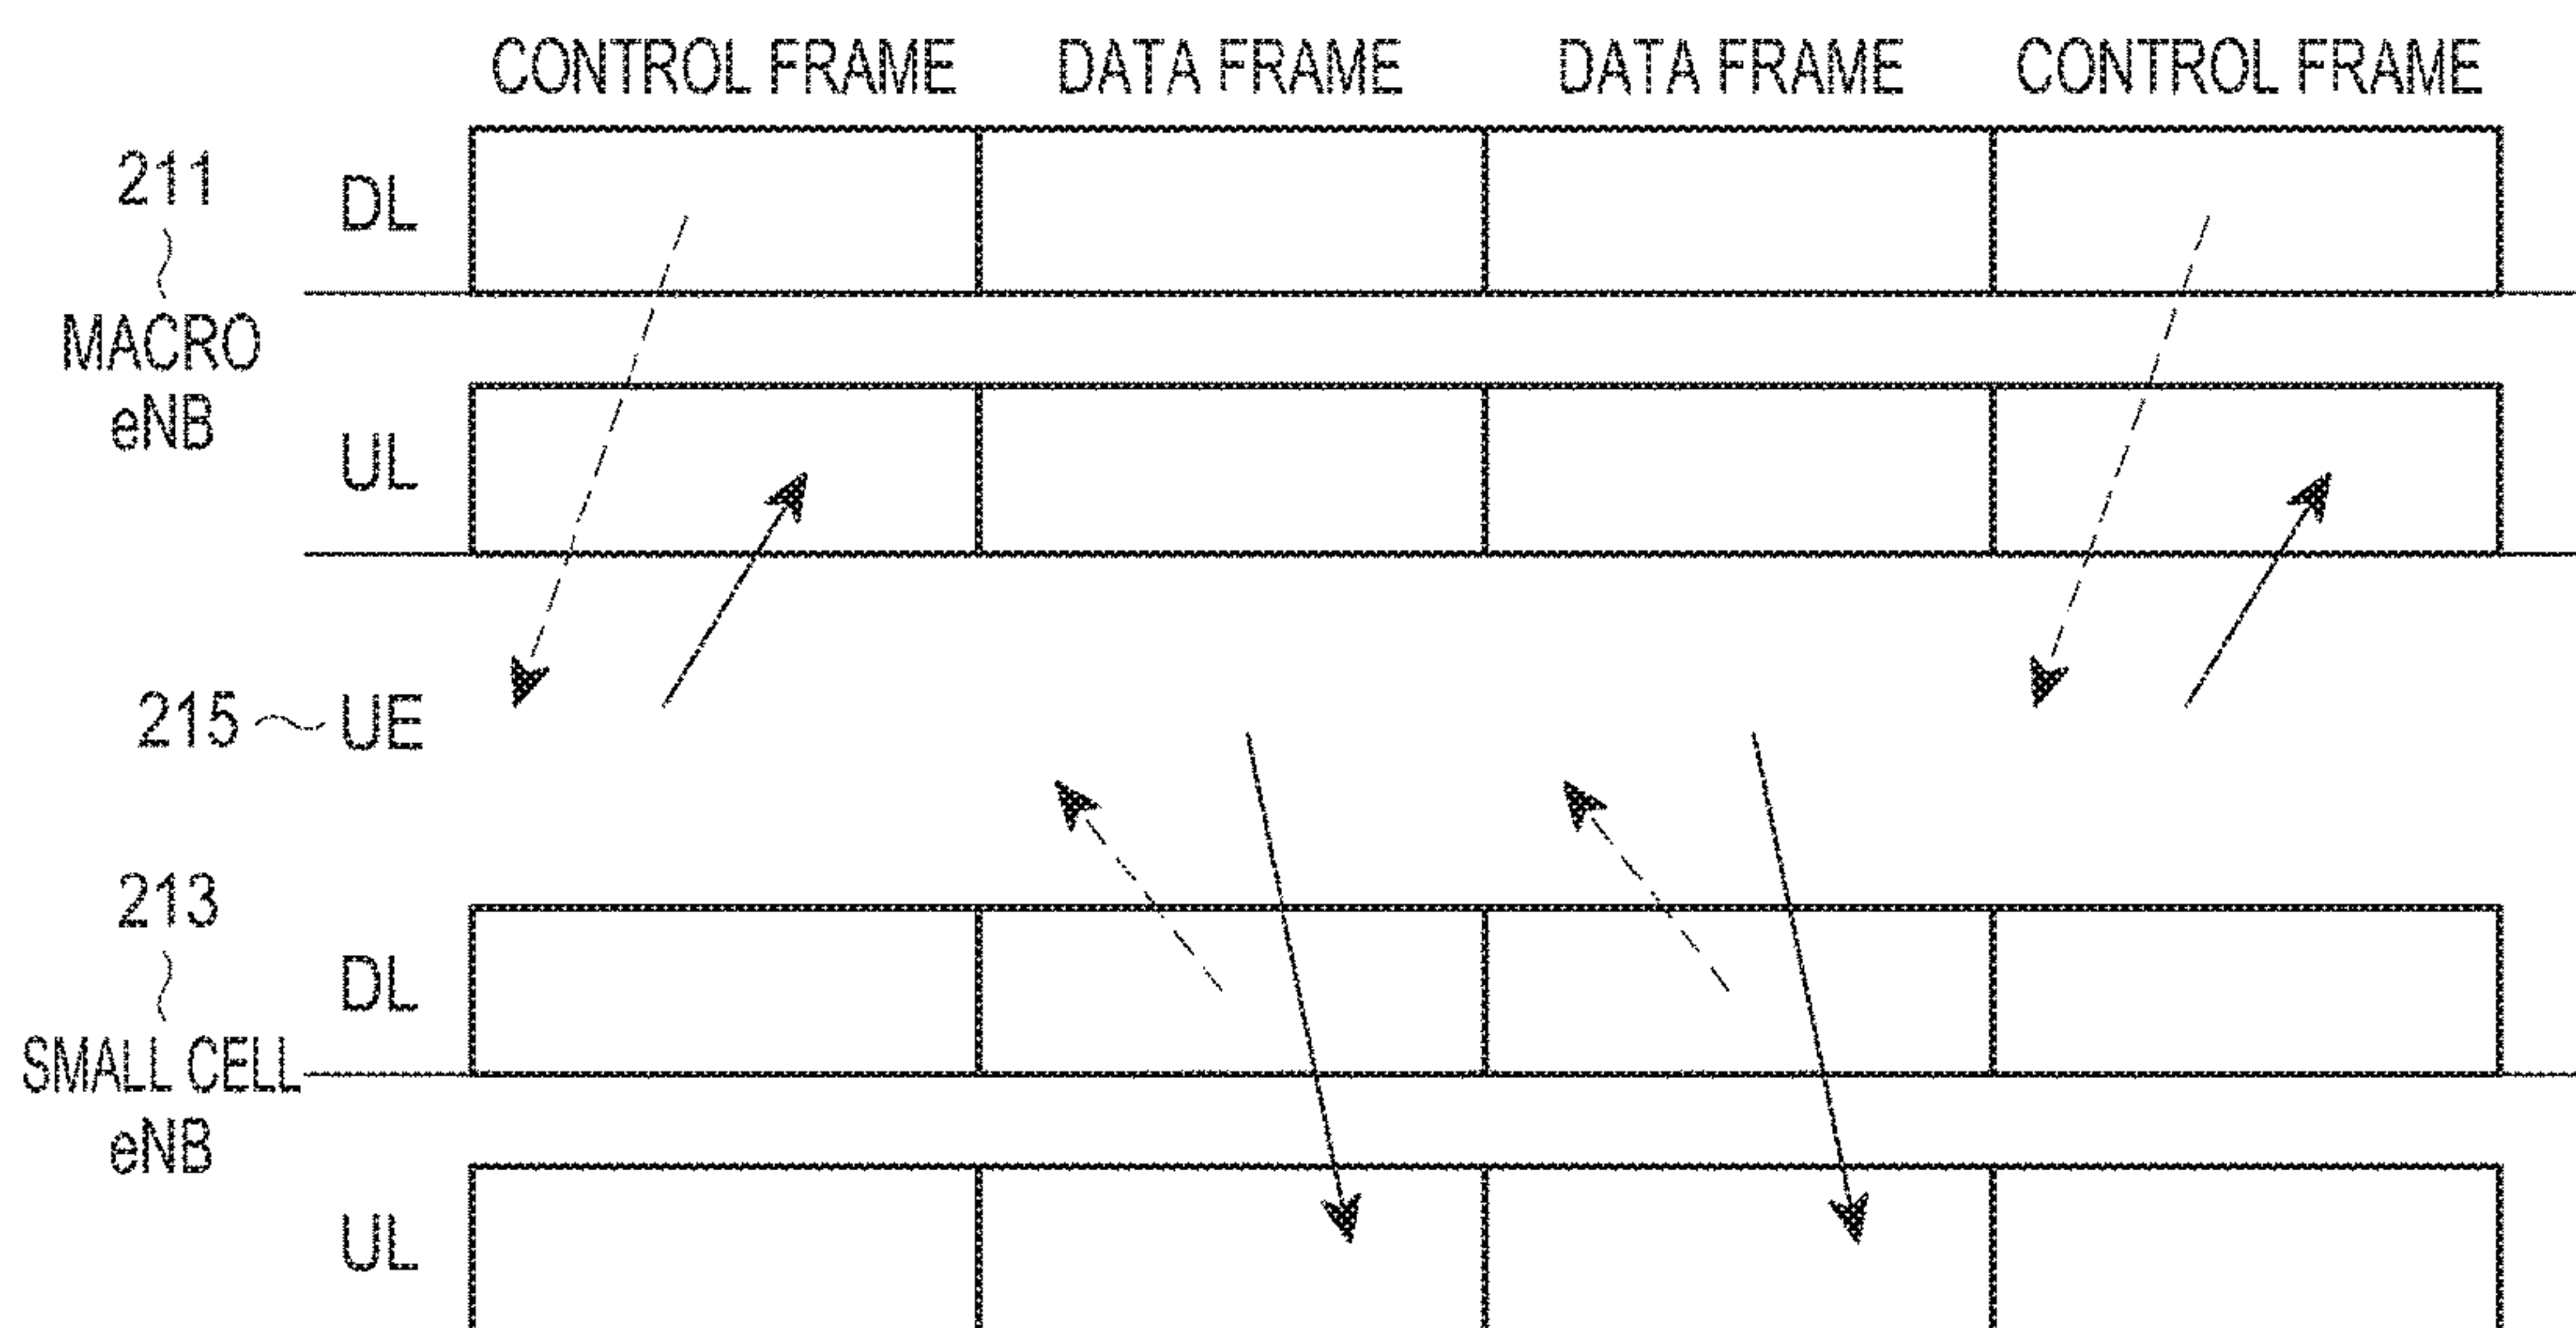 CONTROL FRAME DATA FRAME DATA FRAME CONTROL FRAME
211
DL
MACRO
eNB
UL
215 UE
213
DL
SMALL CELL
eNB
UL